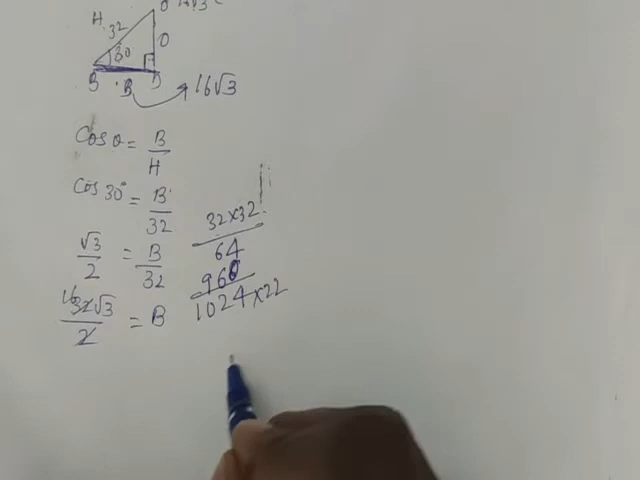 H 32 O
30
B B D 16√3
Cos θ = B/H
Cos 30° = B/32
√3/2 = B/32
16 32√3/2 = B
32×32
64
960
1024×22